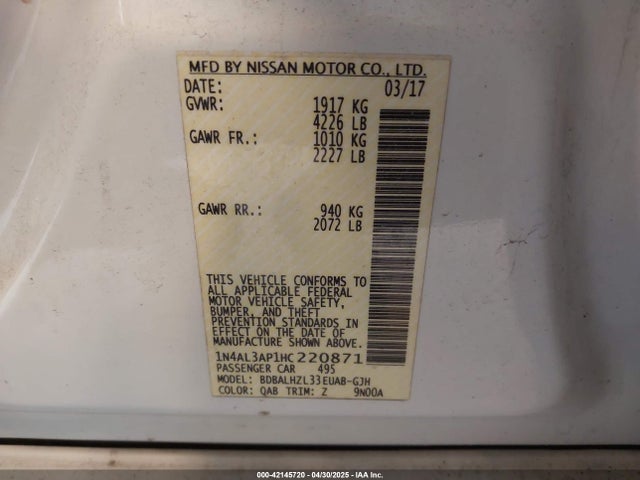 MFD BY NISSAN MOTOR CO., LTD.
DATE: 03/17
GVWR: 1917 KG
4226 LB
GAWR FR.: 1010 KG
2227 LB
GAWR RR.: 940 KG
2072 LB
THIS VEHICLE CONFORMS TO
ALL APPLICABLE FEDERAL
MOTOR VEHICLE SAFETY,
BUMPER, AND THEFT
PREVENTION STANDARDS IN
EFFECT ON THE DATE OF
MANUFACTURE SHOWN ABOVE.
1N4AL3AP1HC220871
PASSENGER CAR 495
MODEL: BDBALHZL33EUAB-GJH
COLOR: QAB TRIM: Z 9N00A
000-42145720 - 04/30/2025 - IAA Inc.